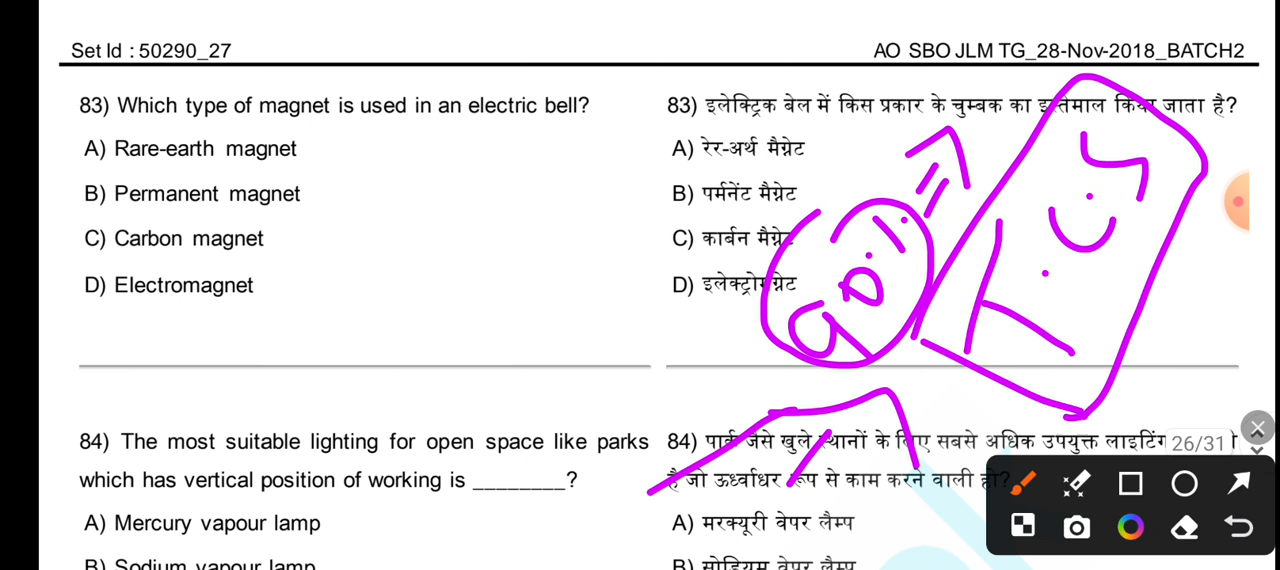 Set Id : 50290_27
AO SBO JLM TG_28-Nov-2018_BATCH2
83) Which type of magnet is used in an electric bell?
A) Rare-earth magnet
B) Permanent magnet
C) Carbon magnet
D) Electromagnet
83) इलेक्ट्रिक बेल में किस प्रकार के चुम्बक का इस्तेमाल किया जाता है?
A) रेर-अर्थ मैग्नेट
B) पर्मनेंट मैग्नेट
C) कार्बन मैग्नेट
D) इलेक्ट्रोमैग्नेट
84) The most suitable lighting for open space like parks
which has vertical position of working is ________?
A) Mercury vapour lamp
B) Sodium vapour lamp
84) पार्क जैसे खुले स्थानों के लिए सबसे अधिक उपयुक्त लाइटिंग
है जो ऊर्ध्वाधर रूप से काम करने वाली हो?
A) मरक्यूरी वेपर लैम्प
B) सोडियम वेपर लैम्प
26/31